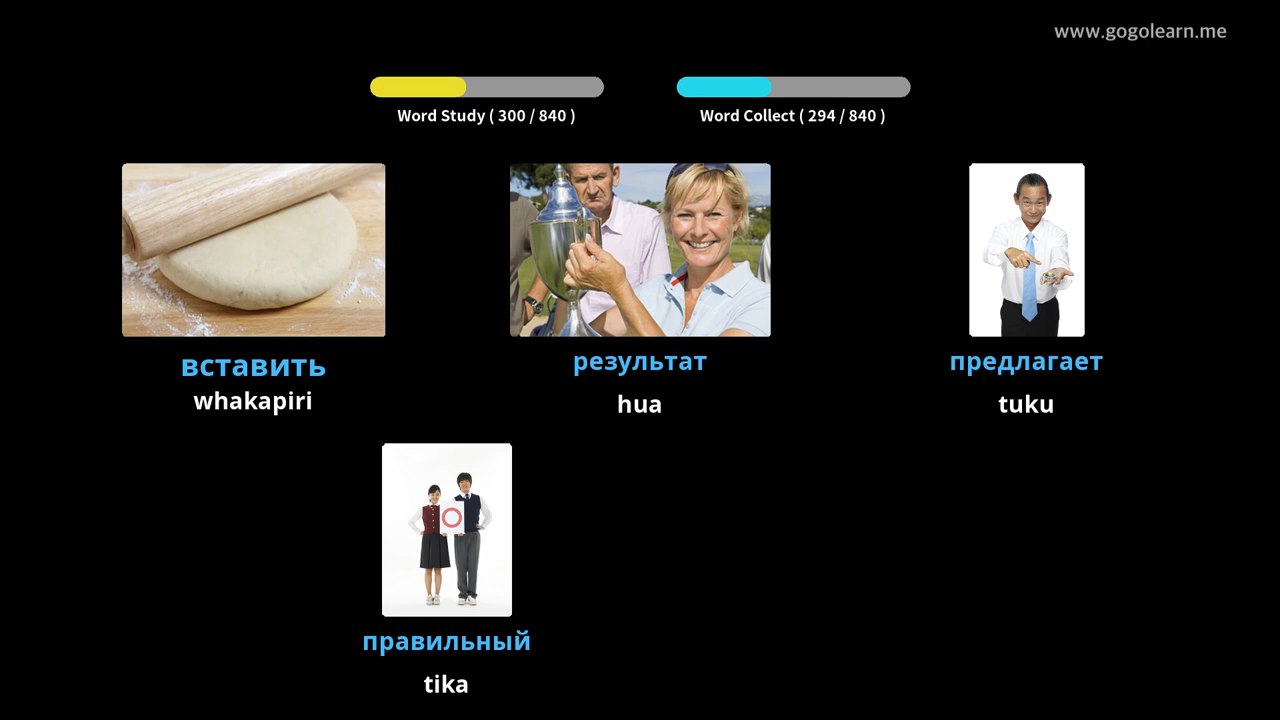 www.gogolearn.me
Word Study ( 300 / 840 )
Word Collect ( 294 / 840 )
вставить
whakapiri
результат
hua
предлагает
tuku
правильный
tika